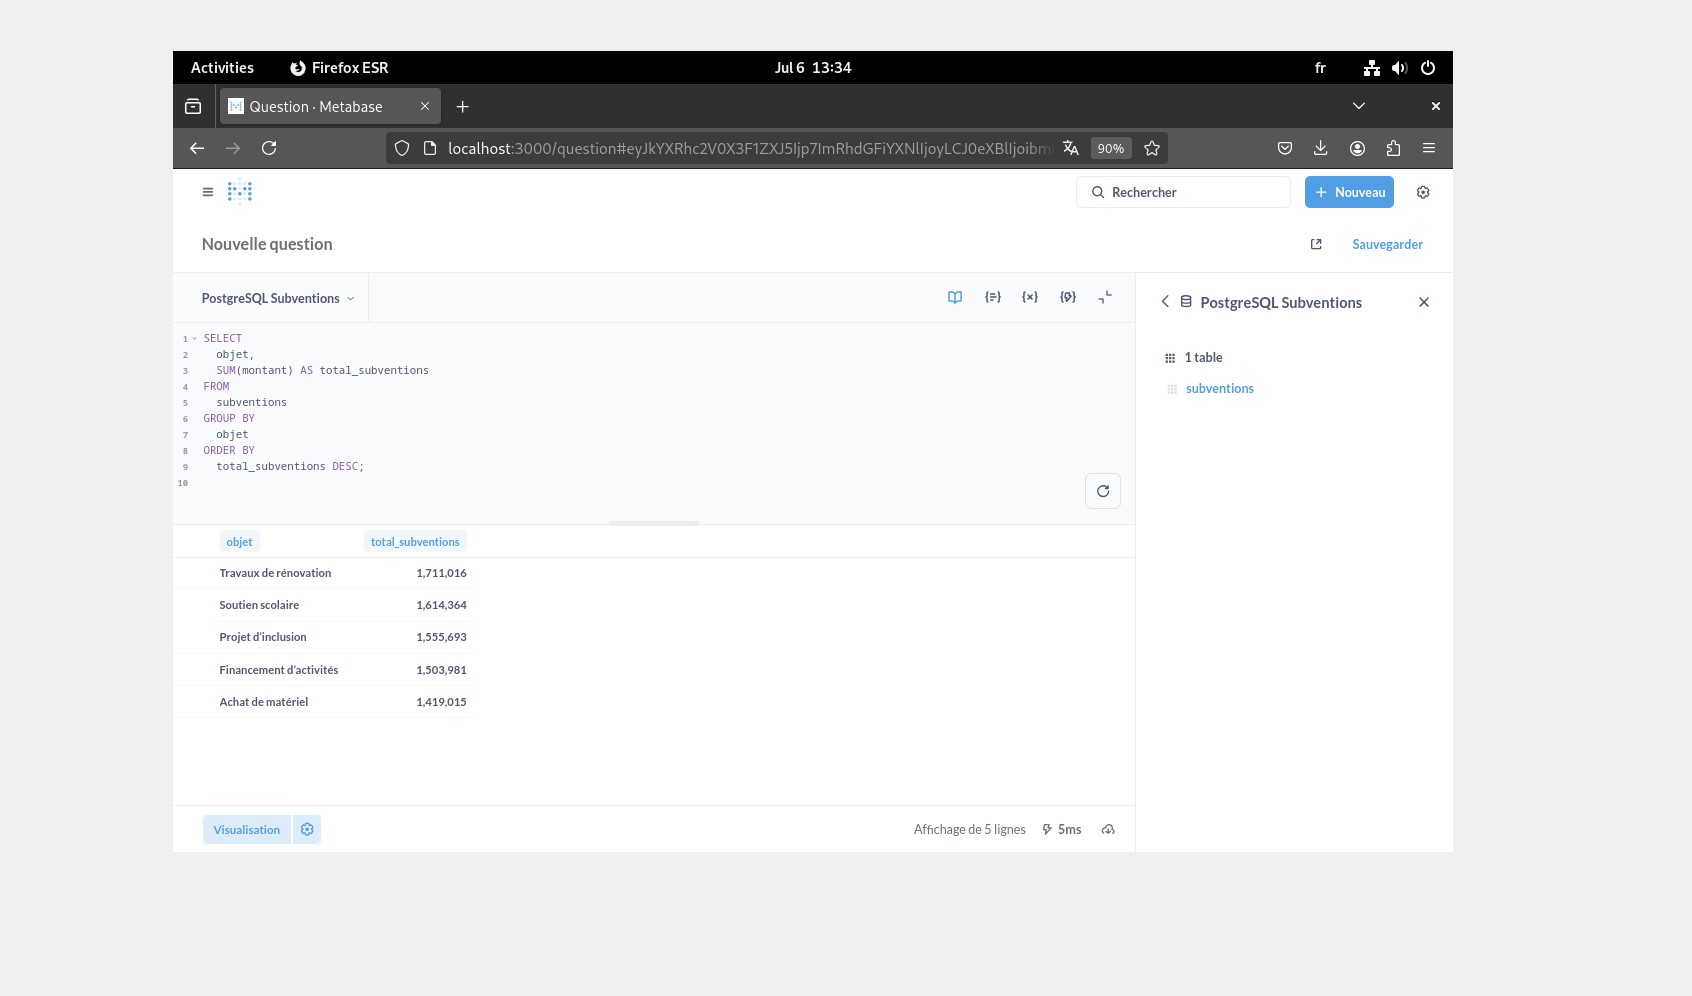 Activities Firefox ESR Jul 6 13:34 fr
Question · Metabase
localhost:3000/question#eyJkYXRhc2V0X3F1ZXJ5Ijp7ImRhdGFiYXNlIjoyLCJ0eXBlIjoibm 90%
Rechercher + Nouveau
Nouvelle question Sauvegarder
PostgreSQL Subventions {=} {x}
1 SELECT
2 objet,
3 SUM(montant) AS total_subventions
4 FROM
5 subventions
6 GROUP BY
7 objet
8 ORDER BY
9 total_subventions DESC;
10
objet total_subventions
Travaux de rénovation 1,711,016
Soutien scolaire 1,614,364
Projet d'inclusion 1,555,693
Financement d'activités 1,503,981
Achat de matériel 1,419,015
Visualisation Affichage de 5 lignes 5ms
PostgreSQL Subventions
1 table
subventions